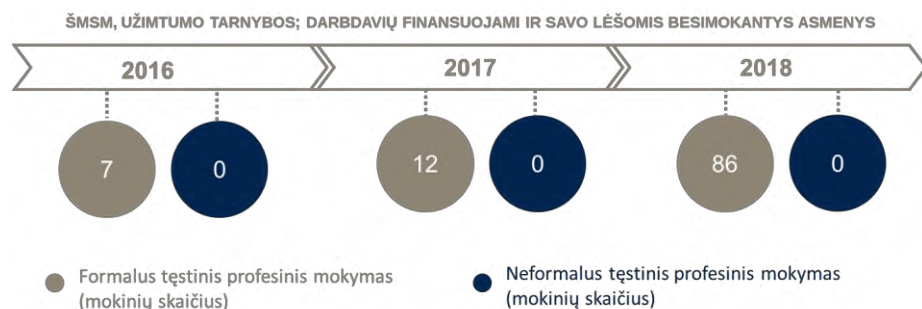 ŠMSM, UŽIMTUMO TARNYBOS; DARBDAVIŲ FINANSUOJAMI IR SAVO LĖŠOMIS BESIMOKANTYS ASMENYS
2016 2017 2018
7 0 12 0 86 0
Formalus tęstinis profesinis mokymas
(mokinių skaičius)
Neformalus tęstinis profesinis mokymas
(mokinių skaičius)